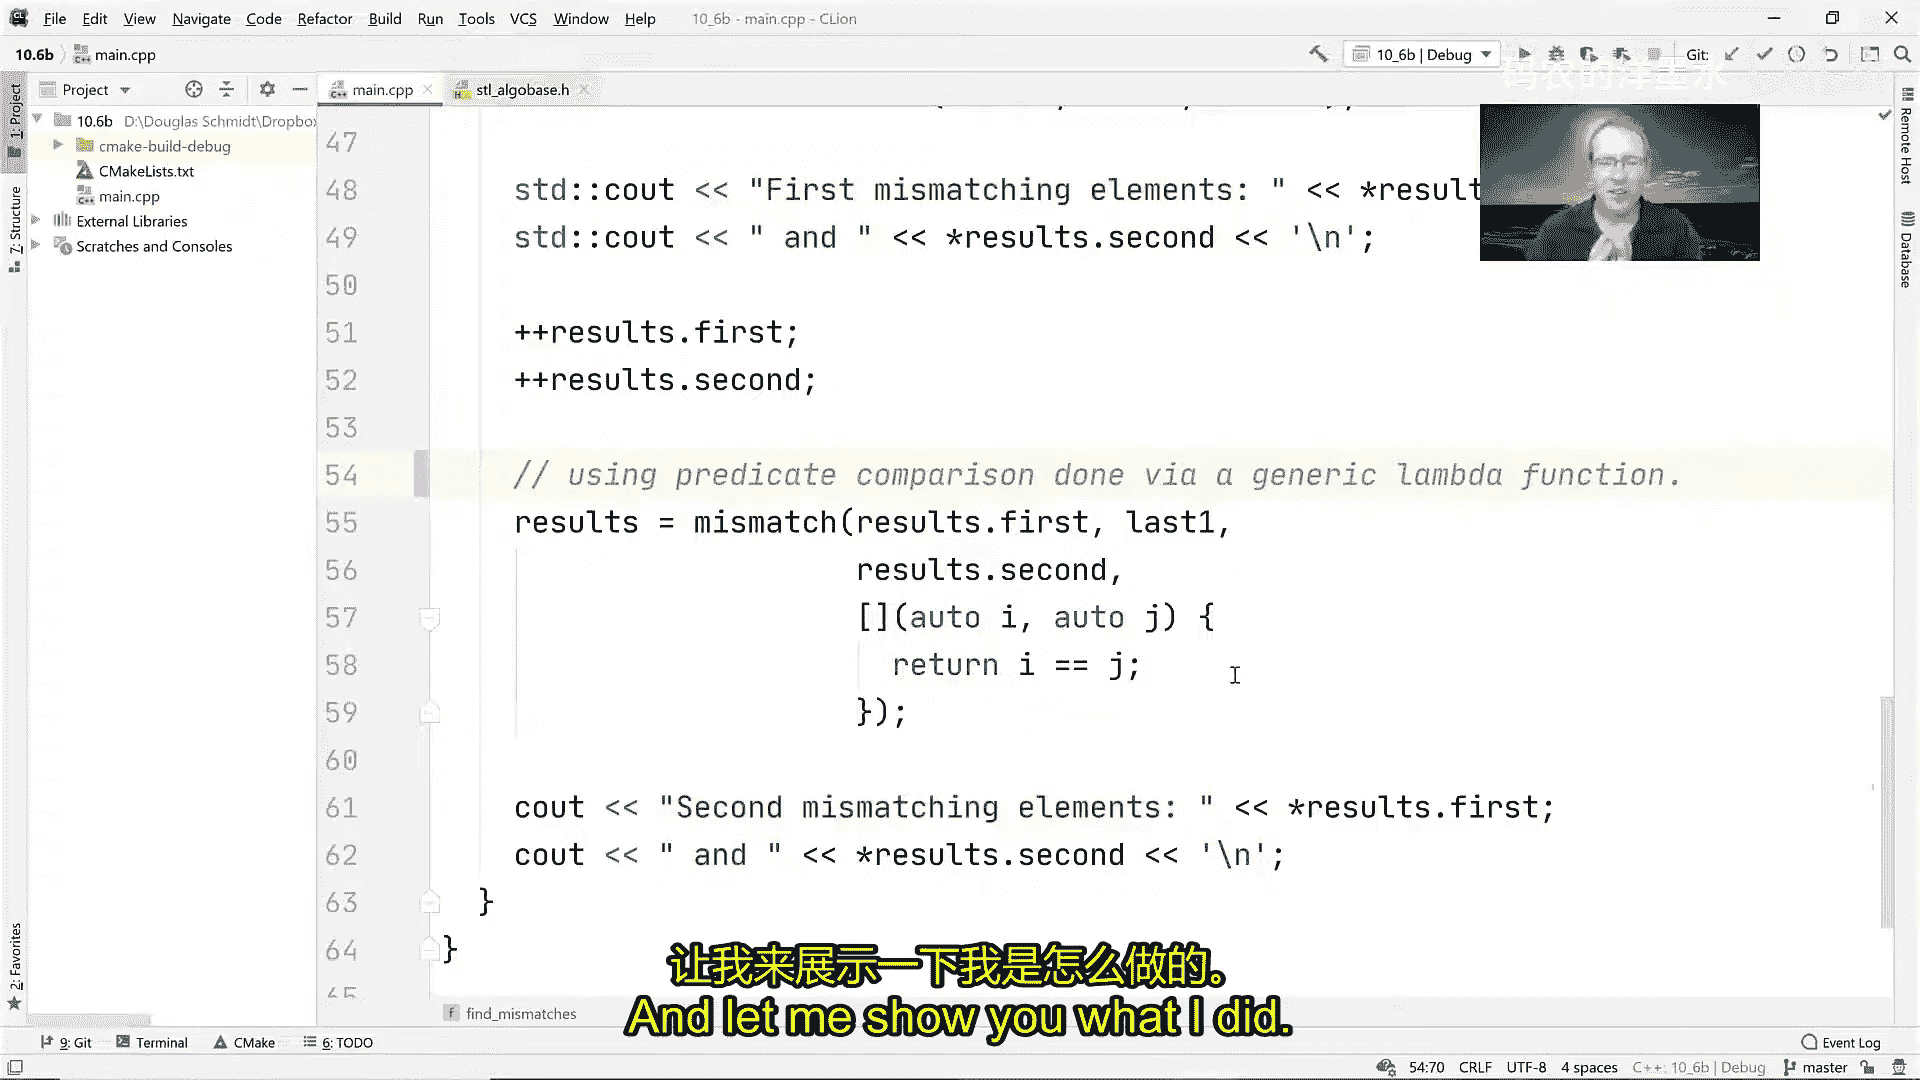 File Edit View Navigate Code Refactor Build Run Tools VCS Window Help 10_6b - main.cpp - CLion
10.6b main.cpp 10_6b | Debug Git:
码农的洋墨水
Project main.cpp stl_algobase.h
1: Project
7: Structure
2: Favorites
Remote Host
Database
10.6b D:\Douglas Schmidt\Dropbox
cmake-build-debug
CMakeLists.txt
main.cpp
External Libraries
Scratches and Consoles
47
48 std::cout << "First mismatching elements: " << *result
49 std::cout << " and " << *results.second << '\n';
50
51 ++results.first;
52 ++results.second;
53
54 // using predicate comparison done via a generic lambda function.
55 results = mismatch(results.first, last1,
56 results.second,
57 [](auto i, auto j) {
58 return i == j;
59 });
60
61 cout << "Second mismatching elements: " << *results.first;
62 cout << " and " << *results.second << '\n';
63 }
64 }
find_mismatches
让我来展示一下我是怎么做的。
And let me show you what I did.
9: Git Terminal CMake 6: TODO Event Log
54:70 CRLF UTF-8 4 spaces C++: 10_6b | Debug master